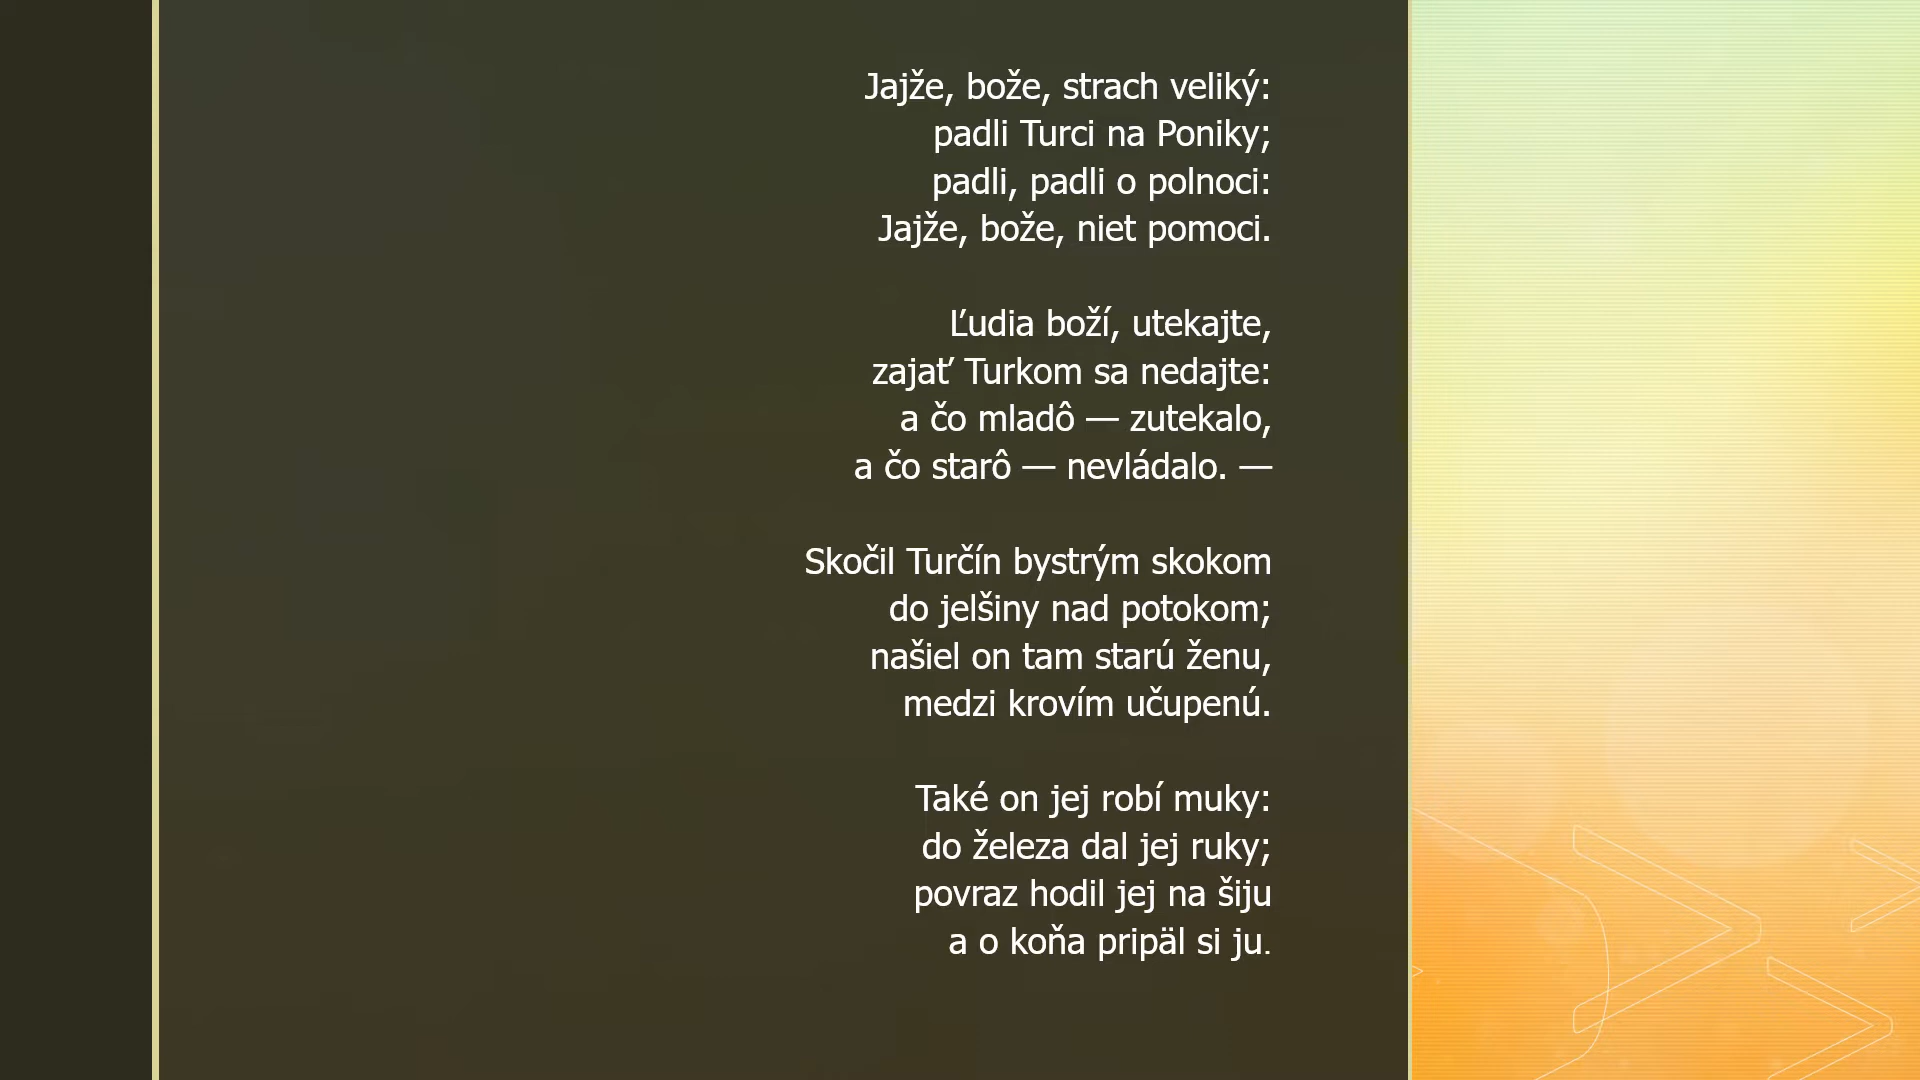 Jajže, bože, strach veliký:
padli Turci na Poniky;
padli, padli o polnoci:
Jajže, bože, niet pomoci.
Ľudia boží, utekajte,
zajať Turkom sa nedajte:
a čo mladô — zutekalo,
a čo starô — nevládalo. —
Skočil Turčín bystrým skokom
do jelšiny nad potokom;
našiel on tam starú ženu,
medzi krovím učupenú.
Také on jej robí muky:
do železa dal jej ruky;
povraz hodil jej na šiju
a o koňa pripäl si ju.